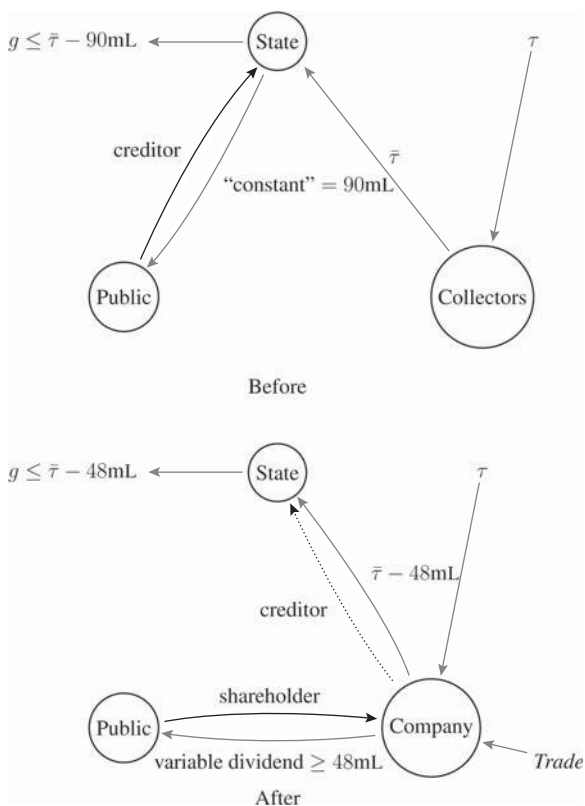 g ≤ τ̄ − 90mL
State
τ
creditor
τ̄
“constant” = 90mL
Public
Collectors
Before
g ≤ τ̄ − 48mL
State
τ
τ̄ − 48mL
creditor
shareholder
Public
Company
variable dividend ≥ 48mL
Trade
After